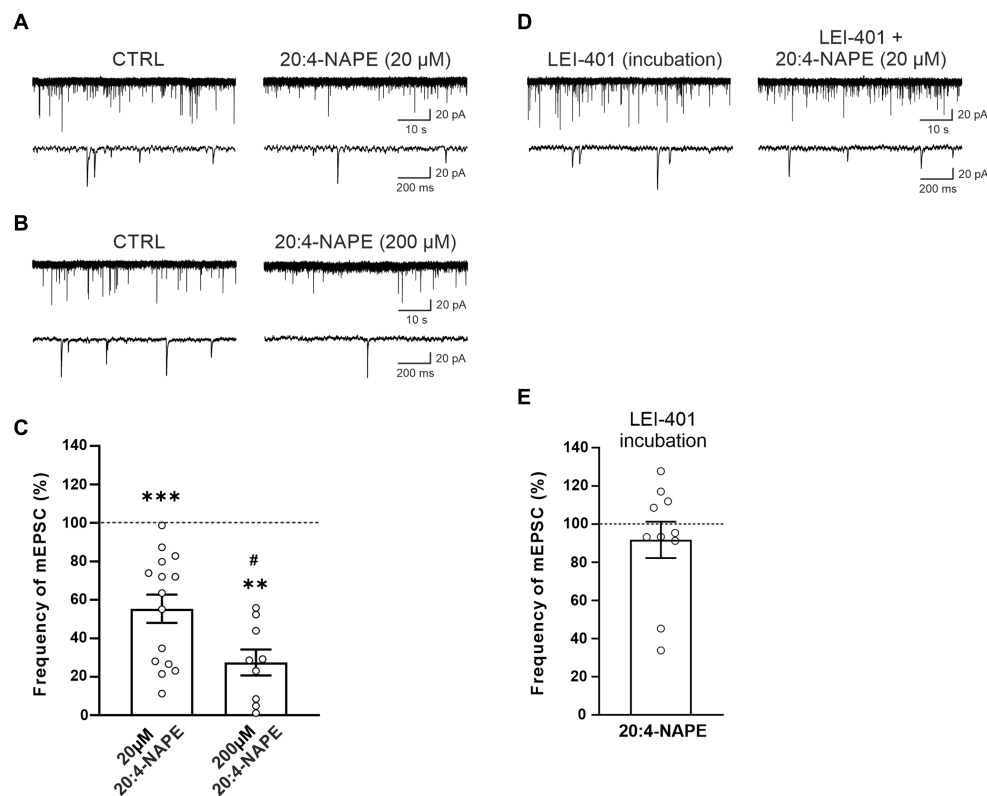 A
CTRL
20:4-NAPE (20 µM)
20 pA
10 s
20 pA
200 ms
B
CTRL
20:4-NAPE (200 µM)
20 pA
10 s
20 pA
200 ms
C
Frequency of mEPSC (%)
140
120
100
80
60
40
20
0
***
#
**
20µM
20:4-NAPE
200µM
20:4-NAPE
D
LEI-401 (incubation)
LEI-401 +
20:4-NAPE (20 µM)
20 pA
10 s
20 pA
200 ms
E
LEI-401
incubation
Frequency of mEPSC (%)
140
120
100
80
60
40
20
0
20:4-NAPE